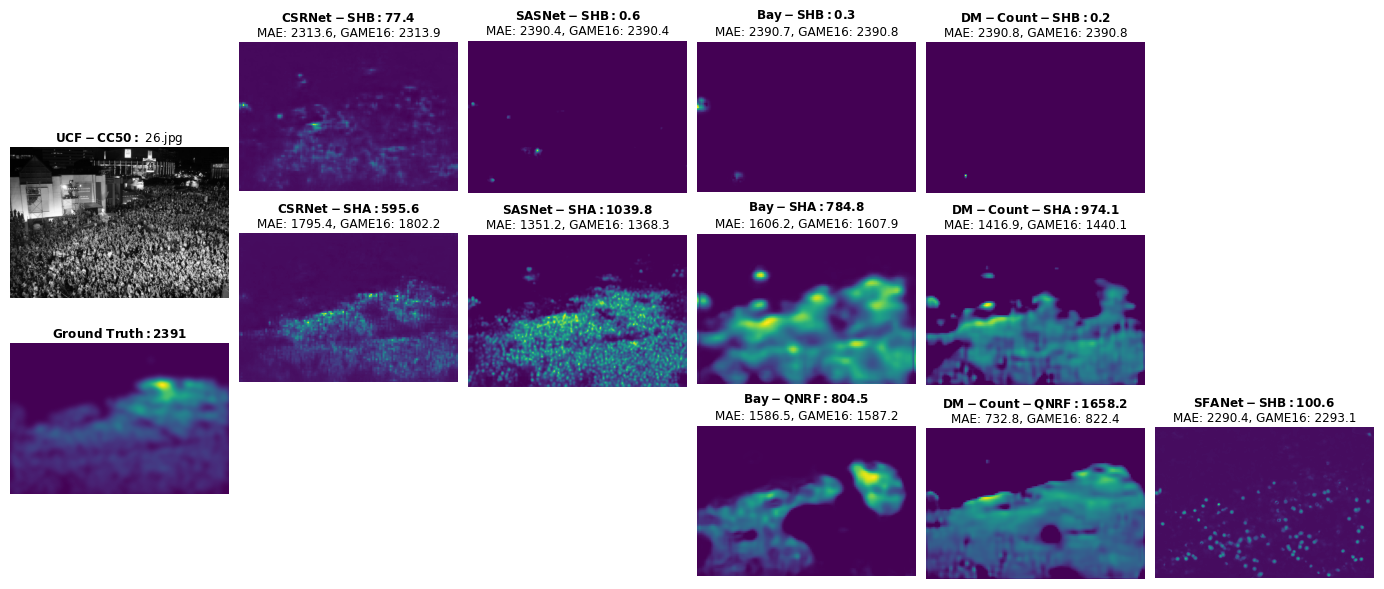 CSRNet − SHB : 77.4
MAE: 2313.6, GAME16: 2313.9
SASNet − SHB : 0.6
MAE: 2390.4, GAME16: 2390.4
Bay − SHB : 0.3
MAE: 2390.7, GAME16: 2390.8
DM − Count − SHB : 0.2
MAE: 2390.8, GAME16: 2390.8
UCF − CC50 : 26.jpg
CSRNet − SHA : 595.6
MAE: 1795.4, GAME16: 1802.2
SASNet − SHA : 1039.8
MAE: 1351.2, GAME16: 1368.3
Bay − SHA : 784.8
MAE: 1606.2, GAME16: 1607.9
DM − Count − SHA : 974.1
MAE: 1416.9, GAME16: 1440.1
Ground Truth : 2391
Bay − QNRF : 804.5
MAE: 1586.5, GAME16: 1587.2
DM − Count − QNRF : 1658.2
MAE: 732.8, GAME16: 822.4
SFANet − SHB : 100.6
MAE: 2290.4, GAME16: 2293.1